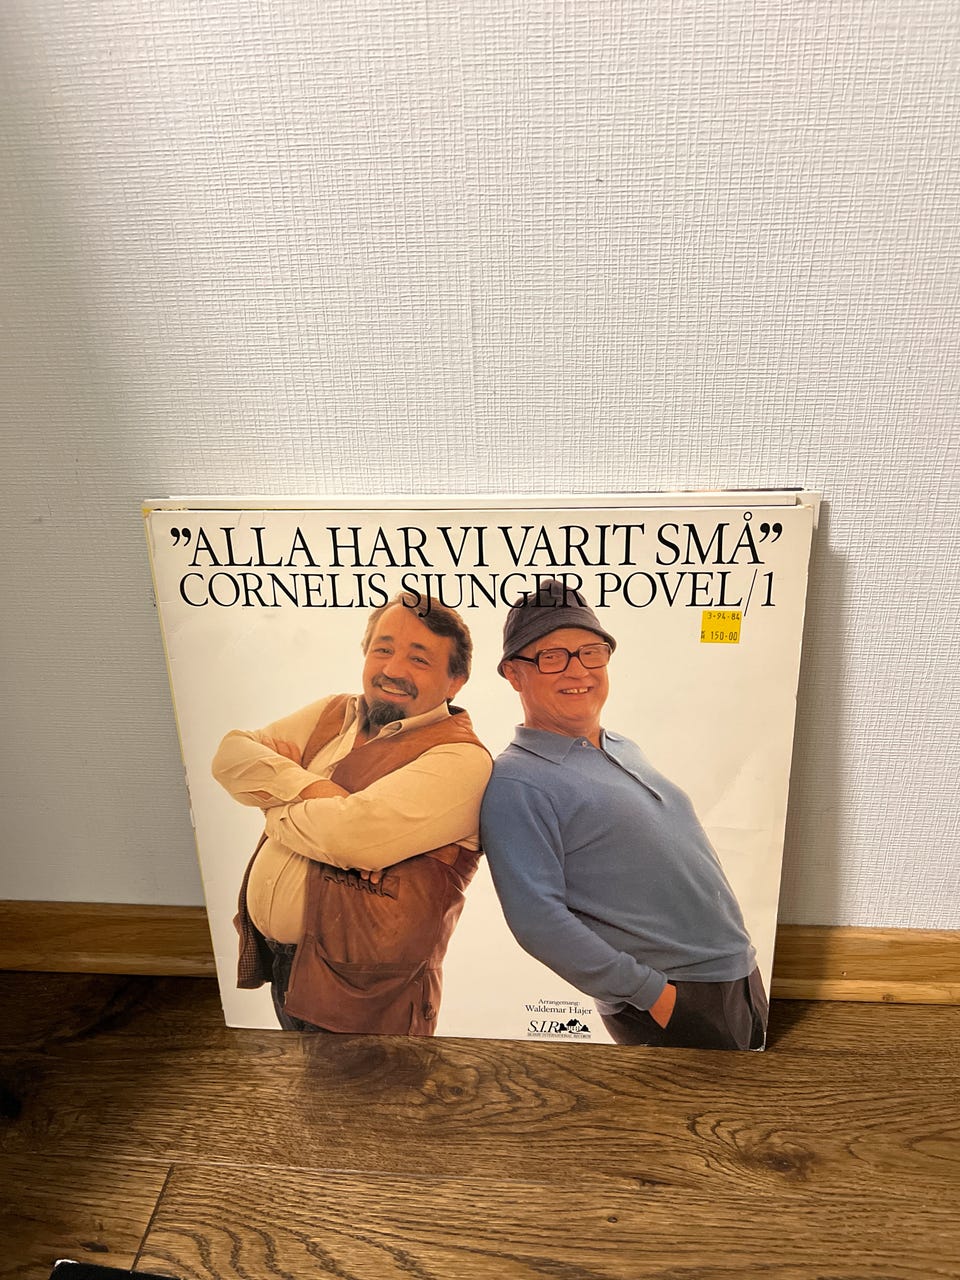 ”ALLA HAR VI VARIT SMÅ”
CORNELIS SJUNGER POVEL/1
3-94-84
150-00
Arrangemang:
Waldemar Hajer
S.I.R.